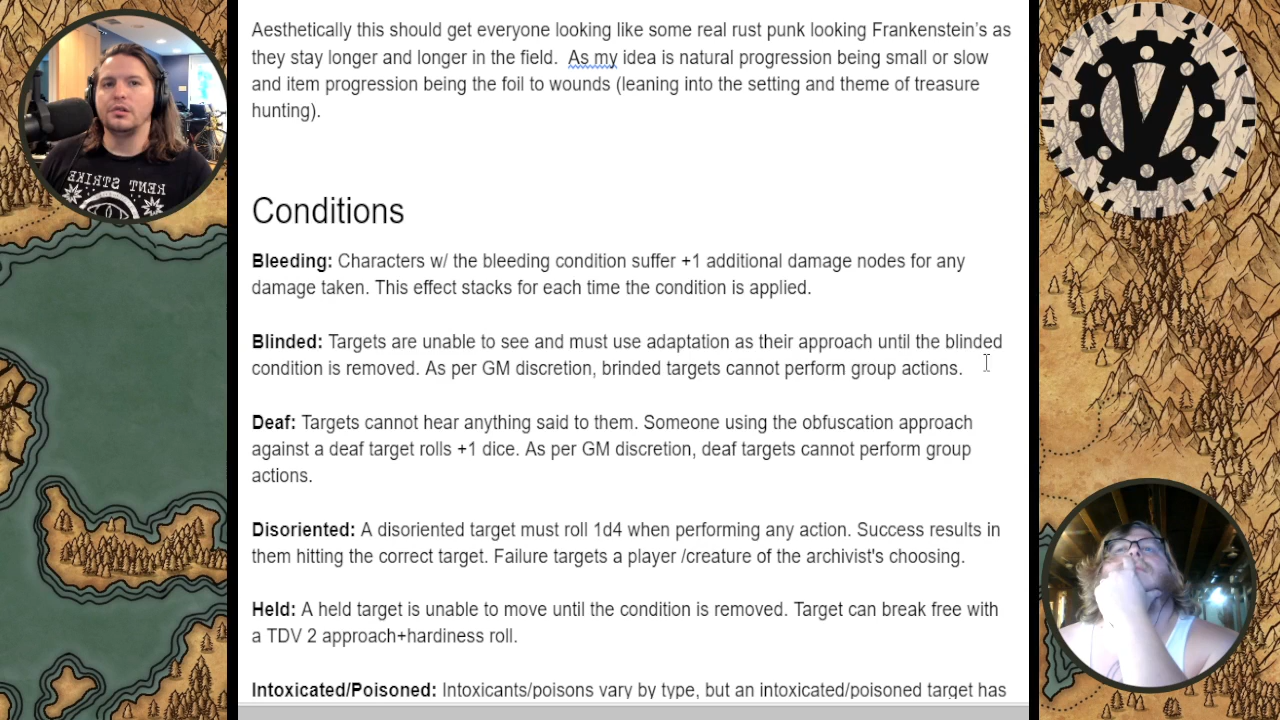 Aesthetically this should get everyone looking like some real rust punk looking Frankenstein's as
they stay longer and longer in the field. As my idea is natural progression being small or slow
and item progression being the foil to wounds (leaning into the setting and theme of treasure
hunting).
Conditions
Bleeding: Characters w/ the bleeding condition suffer +1 additional damage nodes for any
damage taken. This effect stacks for each time the condition is applied.
Blinded: Targets are unable to see and must use adaptation as their approach until the blinded
condition is removed. As per GM discretion, brinded targets cannot perform group actions.
Deaf: Targets cannot hear anything said to them. Someone using the obfuscation approach
against a deaf target rolls +1 dice. As per GM discretion, deaf targets cannot perform group
actions.
Disoriented: A disoriented target must roll 1d4 when performing any action. Success results in
them hitting the correct target. Failure targets a player /creature of the archivist's choosing.
Held: A held target is unable to move until the condition is removed. Target can break free with
a TDV 2 approach+hardiness roll.
Intoxicated/Poisoned: Intoxicants/poisons vary by type, but an intoxicated/poisoned target has
RENT STRIKE
V